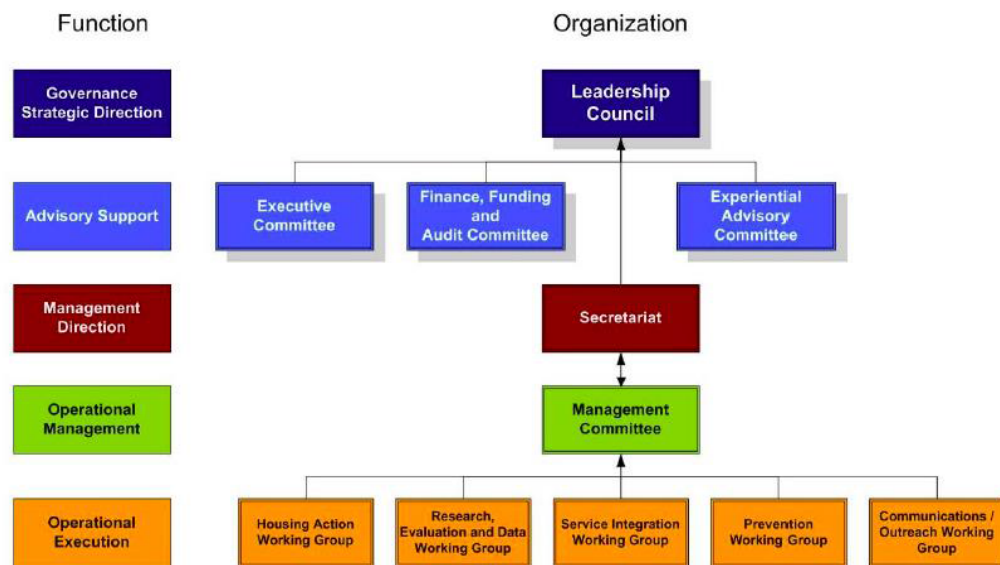 Function
Organization
Governance
Strategic Direction
Leadership
Council
Advisory Support
Executive
Committee
Finance, Funding
and
Audit Committee
Experiential
Advisory
Committee
Management
Direction
Secretariat
Operational
Management
Management
Committee
Operational
Execution
Housing Action
Working Group
Research,
Evaluation and Data
Working Group
Service Integration
Working Group
Prevention
Working Group
Communications /
Outreach Working
Group